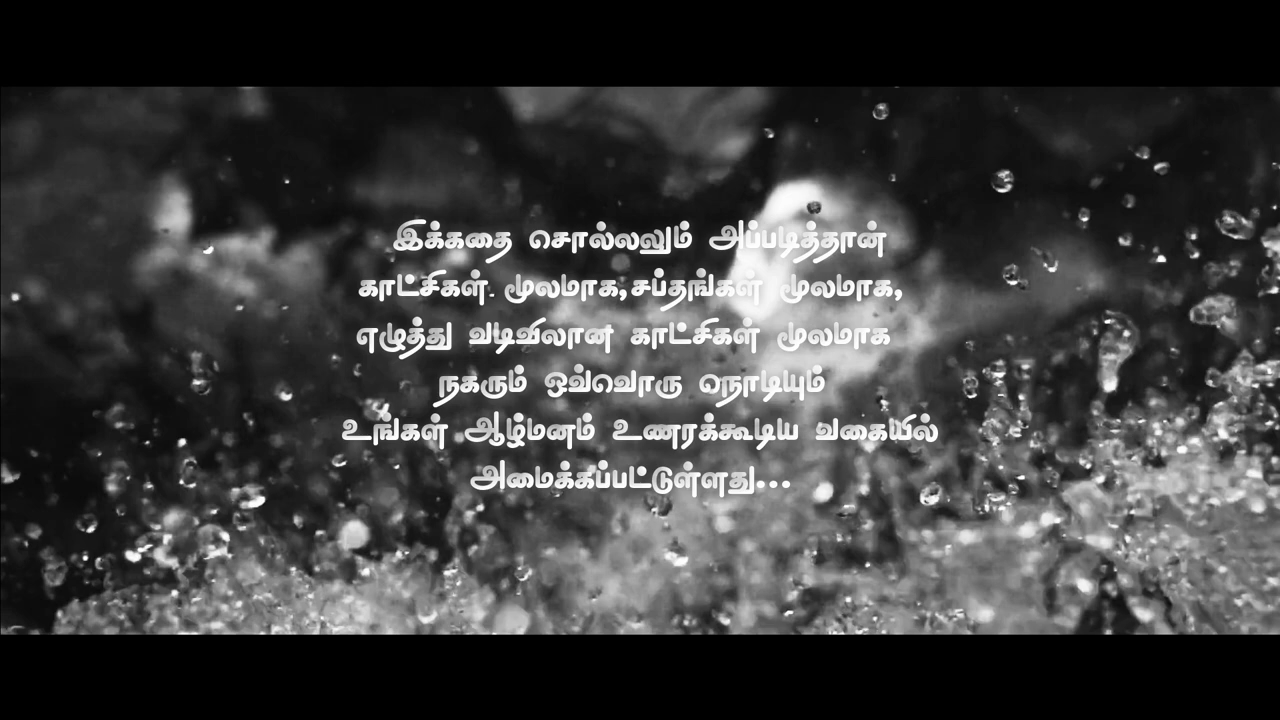 இக்கதை சொல்லலும் அப்படித்தான்
காட்சிகள் மூலமாக,சப்தங்கள் மூலமாக,
எழுத்து வடிவிலான காட்சிகள் மூலமாக
நகரும் ஒவ்வொரு நொடியும்
உங்கள் ஆழ்மனம் உணரக்கூடிய வகையில்
அமைக்கப்பட்டுள்ளது...